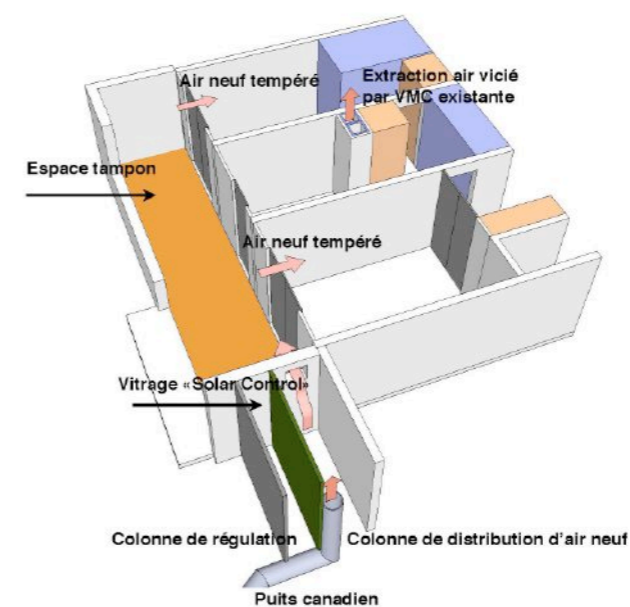 Air neuf tempéré
Extraction air vicié
par VMC existante
Espace tampon
Air neuf tempéré
Vitrage «Solar Control»
Colonne de régulation
Colonne de distribution d'air neuf
Puits canadien